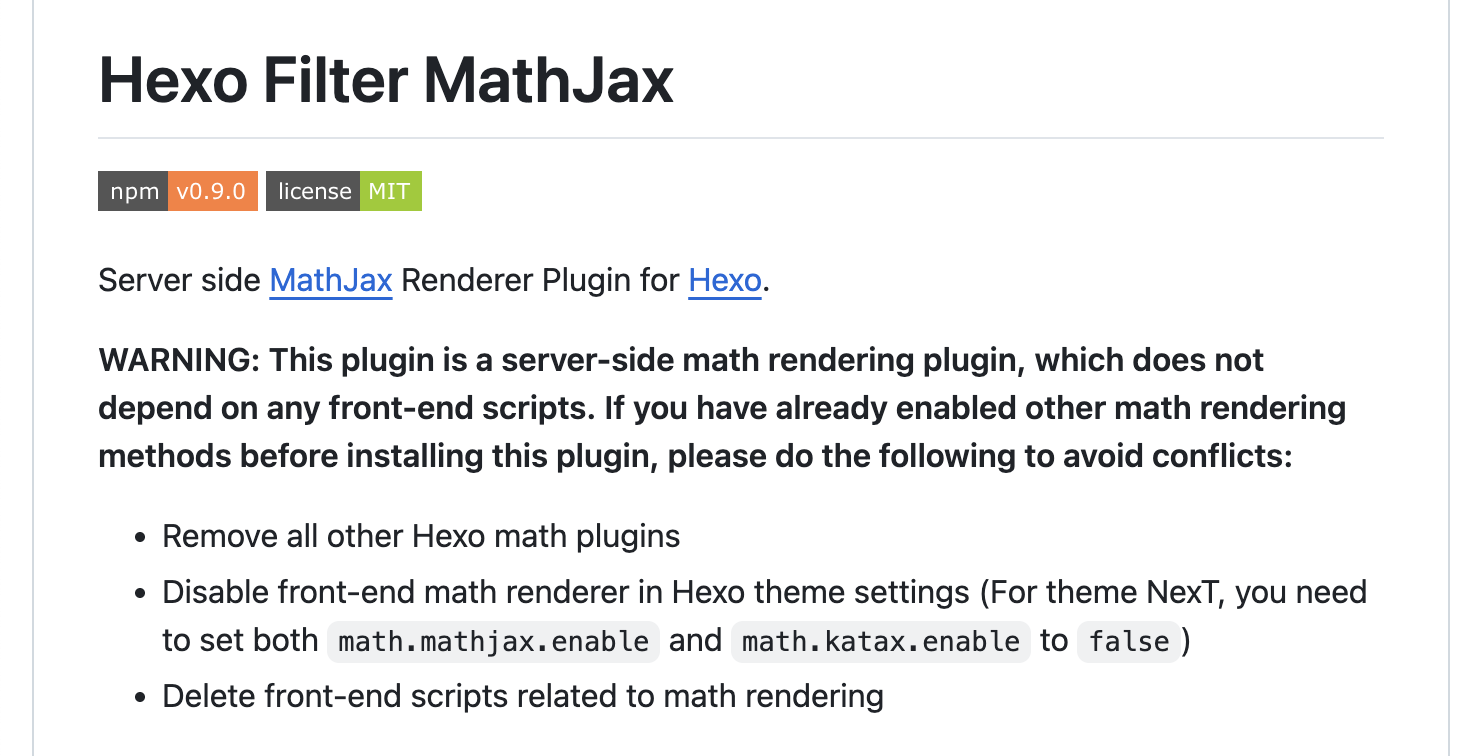 Hexo Filter MathJax
npm v0.9.0 license MIT
Server side MathJax Renderer Plugin for Hexo.
WARNING: This plugin is a server-side math rendering plugin, which does not
depend on any front-end scripts. If you have already enabled other math rendering
methods before installing this plugin, please do the following to avoid conflicts:
• Remove all other Hexo math plugins
• Disable front-end math renderer in Hexo theme settings (For theme NexT, you need
to set both math.mathjax.enable and math.katax.enable to false)
• Delete front-end scripts related to math rendering